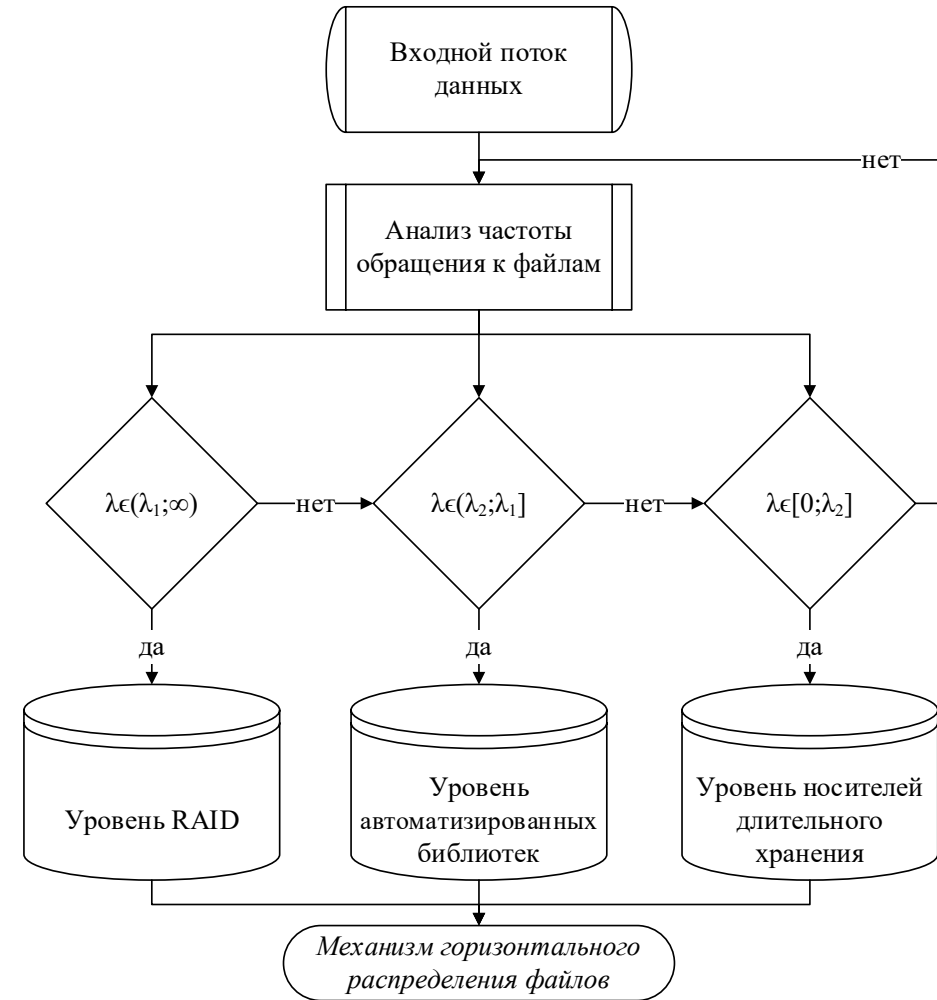 Входной поток
данных
нет
Анализ частоты
обращения к файлам
λϵ(λ₁;∞)
нет
λϵ(λ₂;λ₁]
нет
λϵ[0;λ₂]
да
да
да
Уровень RAID
Уровень
автоматизированных
библиотек
Уровень носителей
длительного
хранения
Механизм горизонтального
распределения файлов